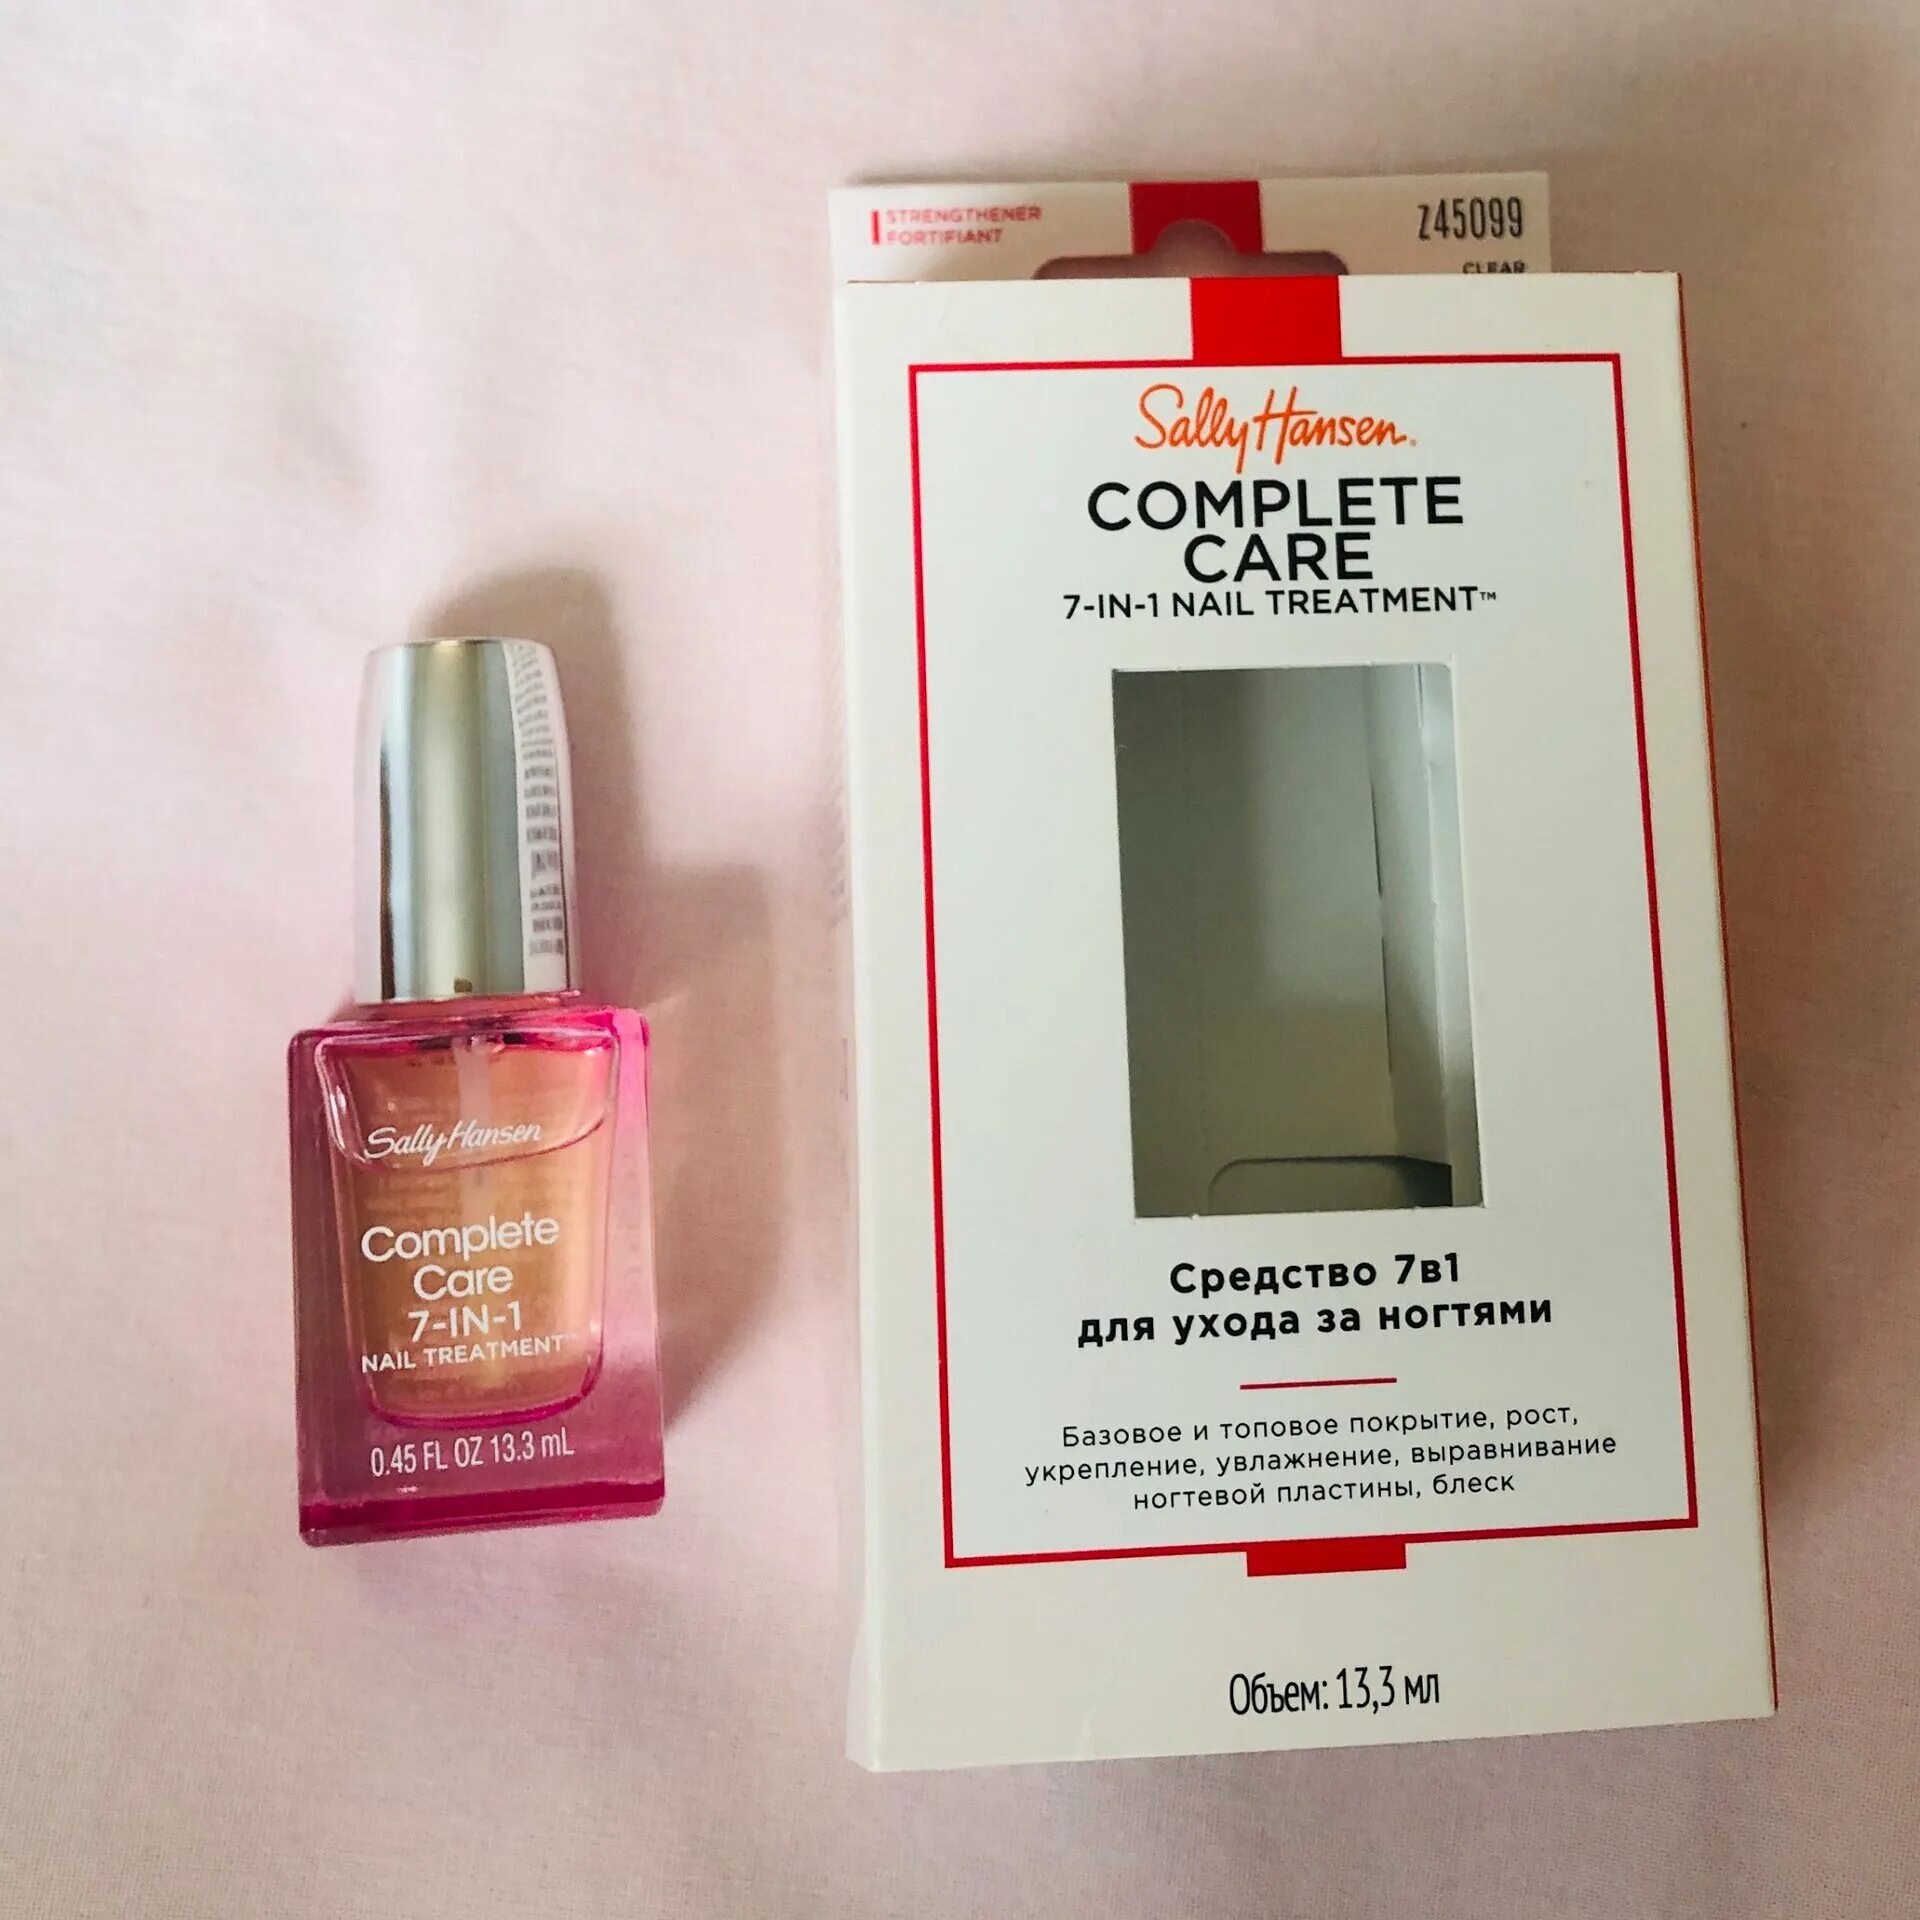 STRENGTHENER
FORTIFIANT
Z45099
CLEAR
Sally Hansen®
COMPLETE
CARE
7-IN-1 NAIL TREATMENT™
Средство 7в1
для ухода за ногтями
Базовое и топовое покрытие, рост,
укрепление, увлажнение, выравнивание
ногтевой пластины, блеск
Объем: 13,3 мл
Sally Hansen
Complete
Care
7-IN-1
NAIL TREATMENT™
0.45 FL OZ 13.3 mL